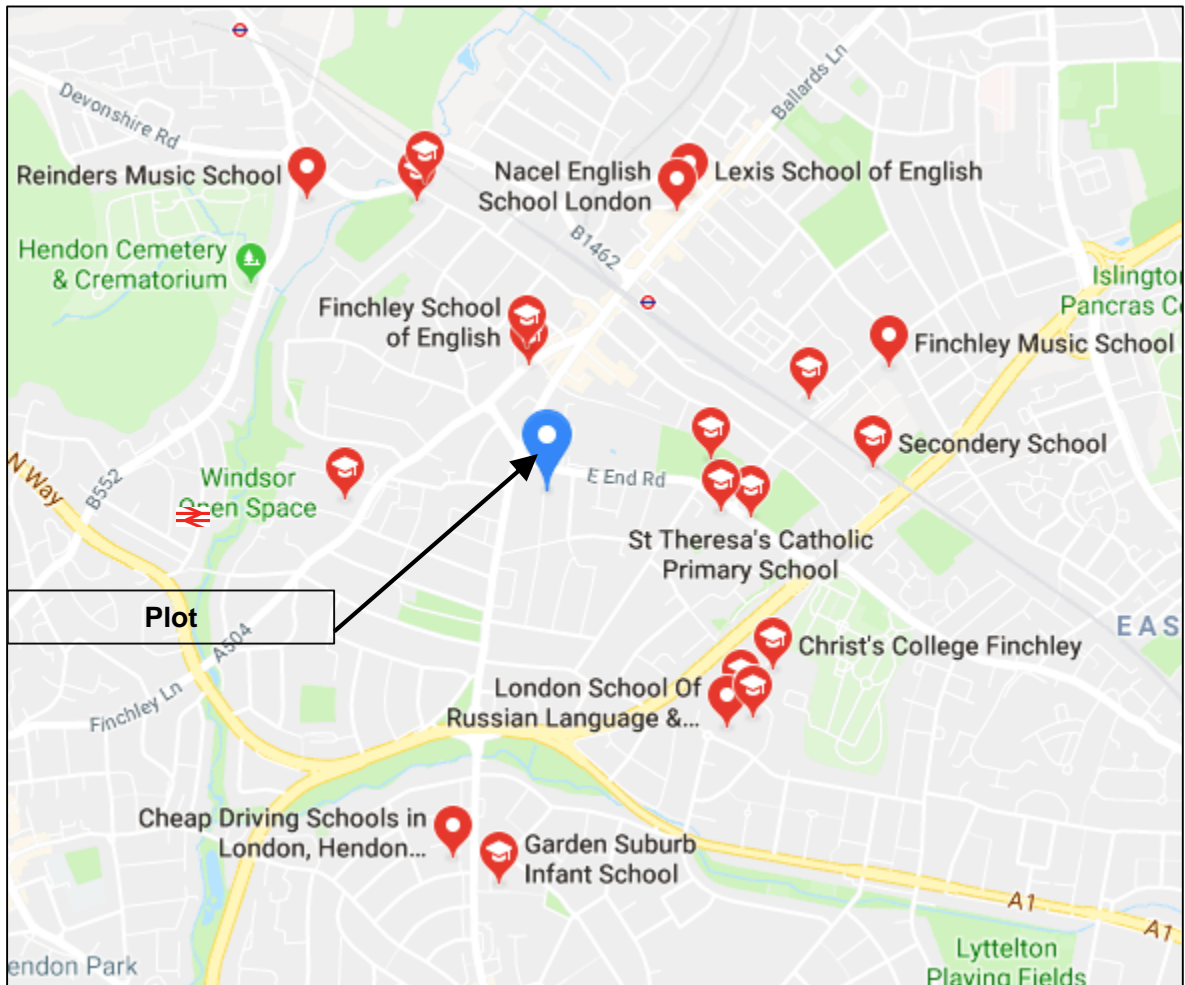 Ballards Ln
Devonshire Rd
Reinders Music School
Nacel English
School London
Lexis School of English
B1462
Hendon Cemetery
& Crematorium
Islingto
Pancras C
Finchley School
of English
Finchley Music School
Secondery School
N Way
B552
Windsor
Open Space
E End Rd
St Theresa's Catholic
Primary School
Plot
A504
EAS
Christ's College Finchley
Finchley Ln
London School Of
Russian Language &...
Cheap Driving Schools in
London, Hendon...
Garden Suburb
Infant School
A1
A1
Lyttelton
Playing Fields
endon Park